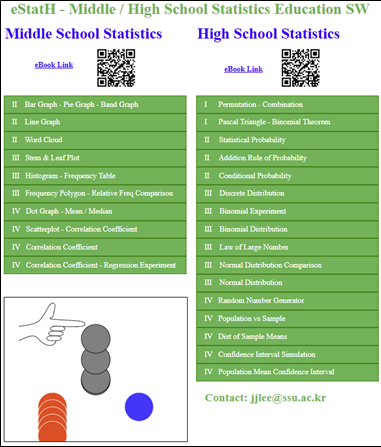 eStatH - Middle / High School Statistics Education SW
Middle School Statistics
eBook Link
II Bar Graph - Pie Graph - Band Graph
II Line Graph
II Word Cloud
III Stem & Leaf Plot
III Histogram - Frequency Table
III Frequency Polygon - Relative Freq Comparison
IV Dot Graph - Mean / Median
IV Scatterplot - Correlation Coefficient
IV Correlation Coefficient
IV Correlation Coefficient - Regression Experiment
High School Statistics
eBook Link
I Permutation - Combination
I Pascal Triangle - Binomial Theorem
II Statistical Probability
II Addition Rule of Probability
II Conditional Probability
III Discrete Distribution
III Binomial Experiment
III Binomial Distribution
III Law of Large Number
III Normal Distribution Comparison
III Normal Distribution
IV Random Number Generator
IV Population vs Sample
IV Dist of Sample Means
IV Confidence Interval Simulation
IV Population Mean Confidence Interval
Contact: jjlee@ssu.ac.kr